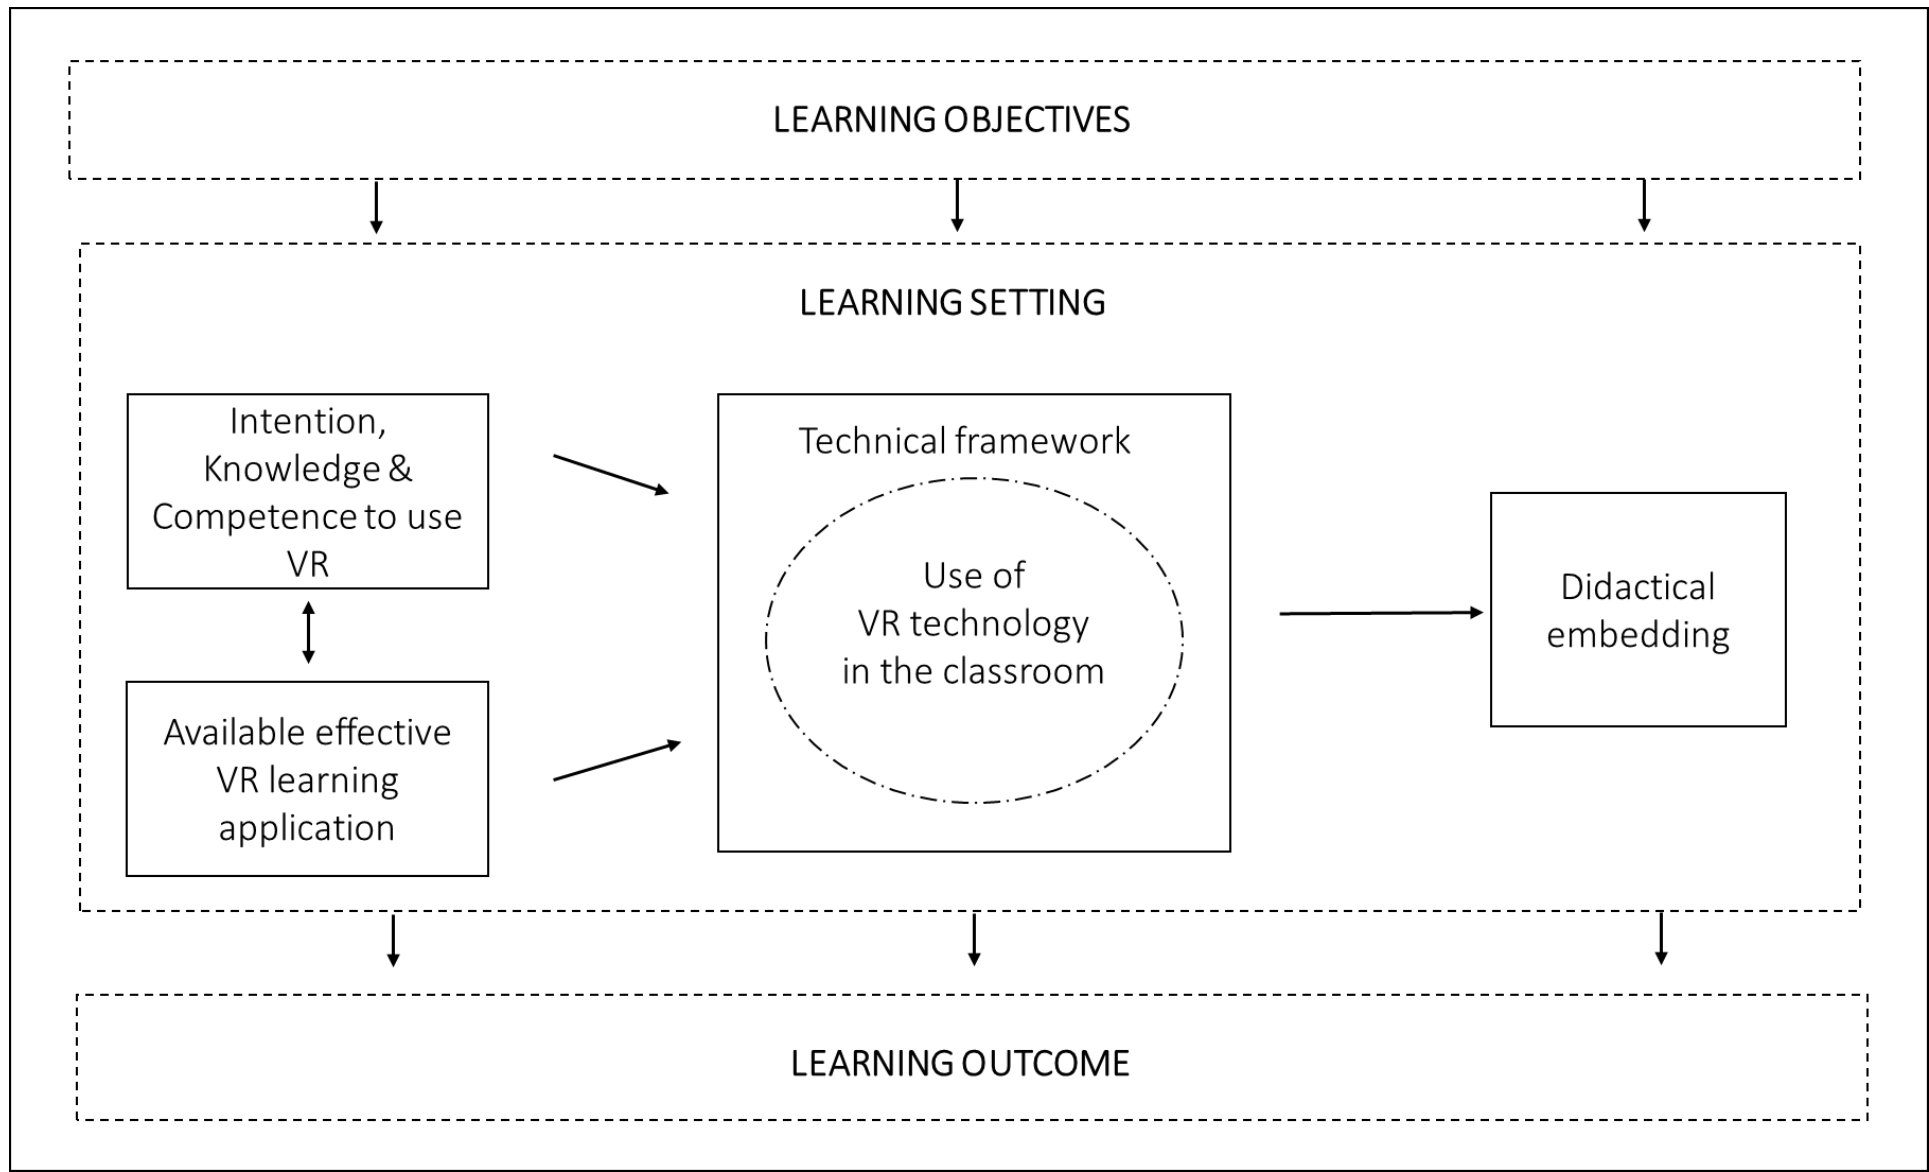 LEARNING OBJECTIVES
LEARNING SETTING
Intention,
Knowledge &
Competence to use
VR
Available effective
VR learning
application
Technical framework
Use of
VR technology
in the classroom
Didactical
embedding
LEARNING OUTCOME